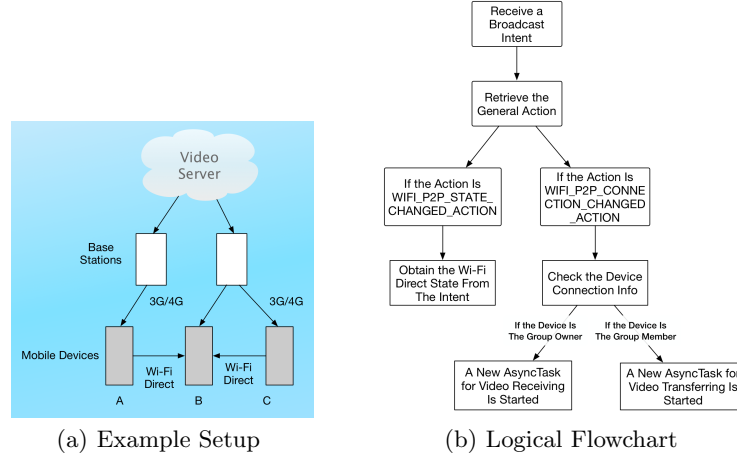 Video
Server
Base
Stations
3G/4G
3G/4G
Mobile Devices
Wi-Fi
Direct
Wi-Fi
Direct
A
B
C
(a) Example Setup
Receive a
Broadcast
Intent
Retrieve the
General Action
If the Action Is
WIFI_P2P_STATE_
CHANGED_ACTION
If the Action Is
WIFI_P2P_CONNE
CTION_CHANGED
_ACTION
Obtain the Wi-Fi
Direct State From
The Intent
Check the Device
Connection Info
If the Device Is
The Group Owner
If the Device Is
The Group Member
A New AsyncTask
for Video Receiving
Is Started
A New AsyncTask for
Video Transferring Is
Started
(b) Logical Flowchart